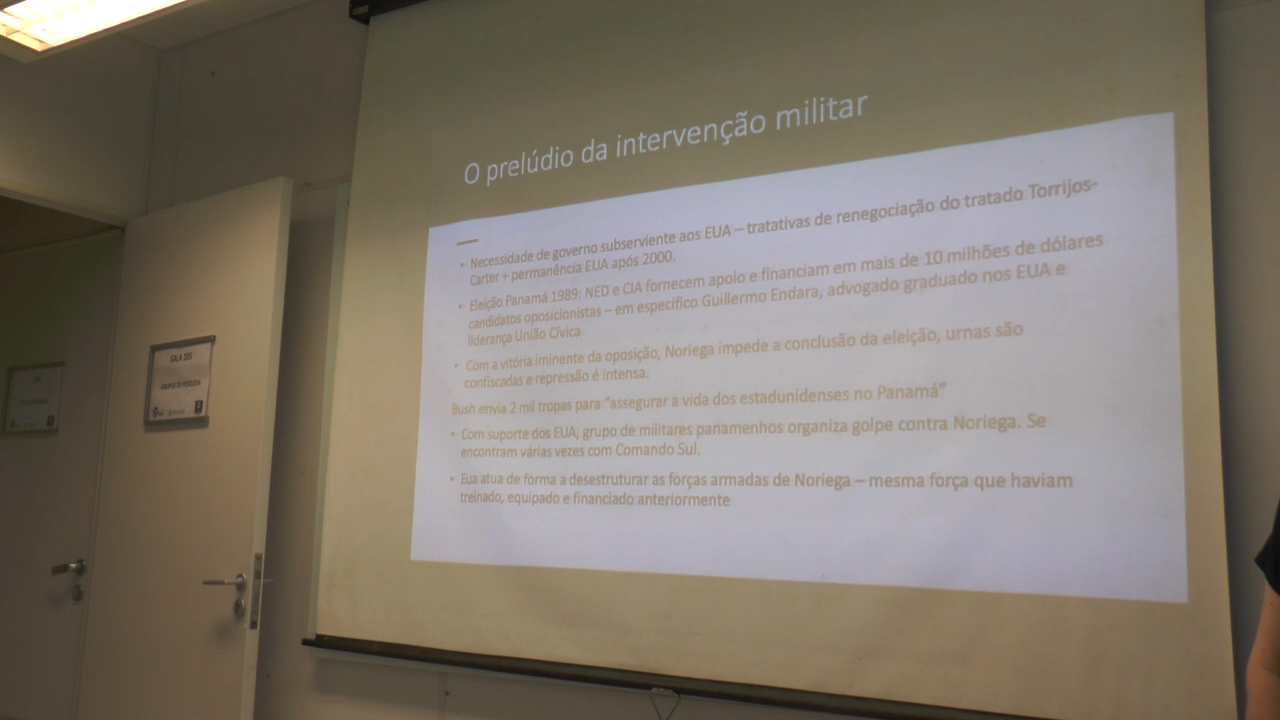 O prelúdio da intervenção militar
• Necessidade de governo subserviente aos EUA – tratativas de renegociação do tratado Torrijos-
Carter + permanência EUA após 2000.
• Eleição Panamá 1989: NED e CIA fornecem apoio e financiam em mais de 10 milhões de dólares
candidatos oposicionistas – em específico Guillermo Endara, advogado graduado nos EUA e
liderança União Cívica
• Com a vitória iminente da oposição, Noriega impede a conclusão da eleição, urnas são
confiscadas e repressão é intensa.
Bush envia 2 mil tropas para “assegurar a vida dos estadunidenses no Panamá”
• Com suporte dos EUA, grupo de militares panamenhos organiza golpe contra Noriega. Se
encontram várias vezes com Comando Sul.
• Eua atua de forma a desestruturar as forças armadas de Noriega – mesma força que haviam
treinado, equipado e financiado anteriormente
SALA 205
GRUPOS DE PESQUISA